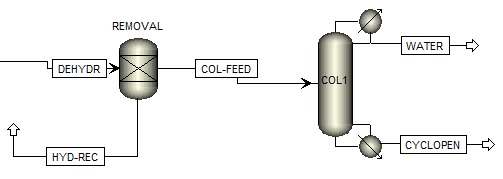 REMOVAL
DEHYDR
COL-FEED
HYD-REC
COL1
WATER
CYCLOPEN